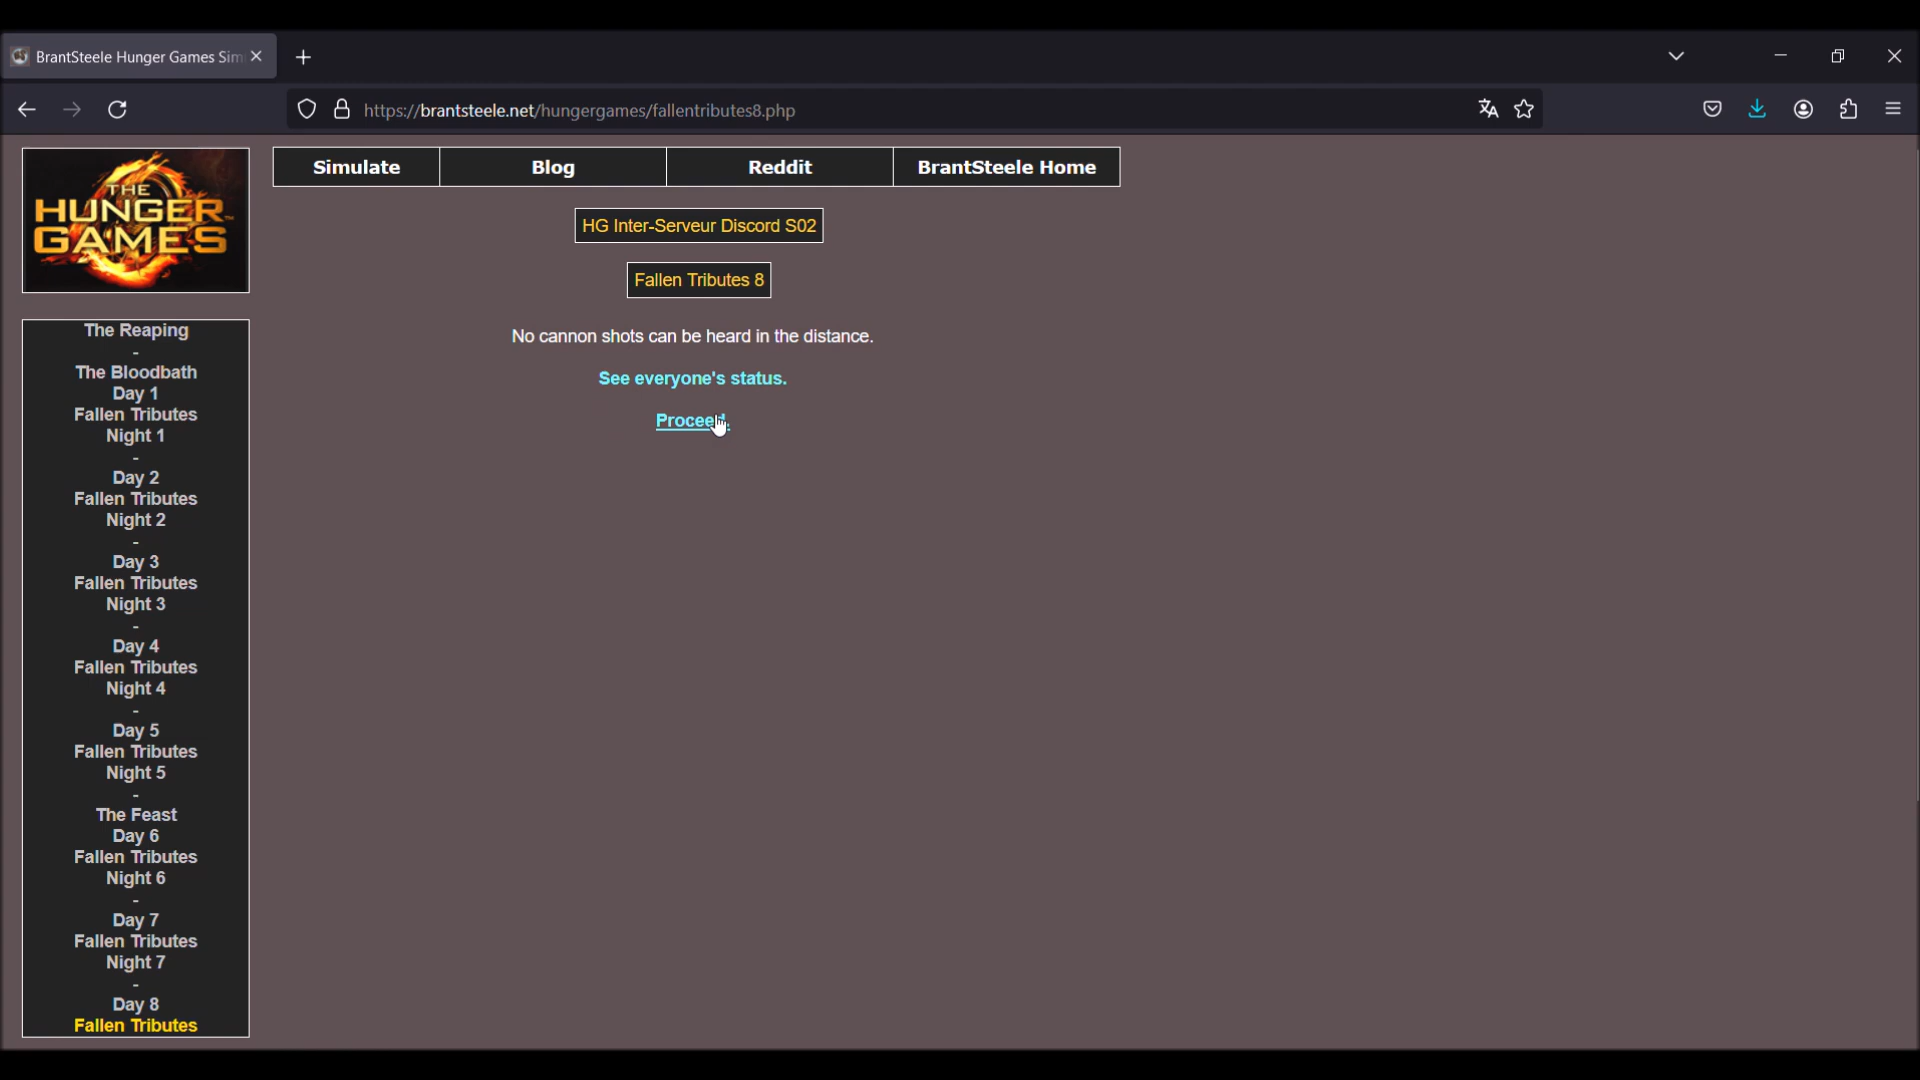 BrantSteele Hunger Games Sim
https://brantsteele.net/hungergames/fallentributes8.php
THE
HUNGER
GAMES
Simulate
Blog
Reddit
BrantSteele Home
HG Inter-Serveur Discord S02
Fallen Tributes 8
No cannon shots can be heard in the distance.
See everyone's status.
Proceed.
The Reaping
-
The Bloodbath
Day 1
Fallen Tributes
Night 1
-
Day 2
Fallen Tributes
Night 2
-
Day 3
Fallen Tributes
Night 3
-
Day 4
Fallen Tributes
Night 4
-
Day 5
Fallen Tributes
Night 5
-
The Feast
Day 6
Fallen Tributes
Night 6
-
Day 7
Fallen Tributes
Night 7
-
Day 8
Fallen Tributes